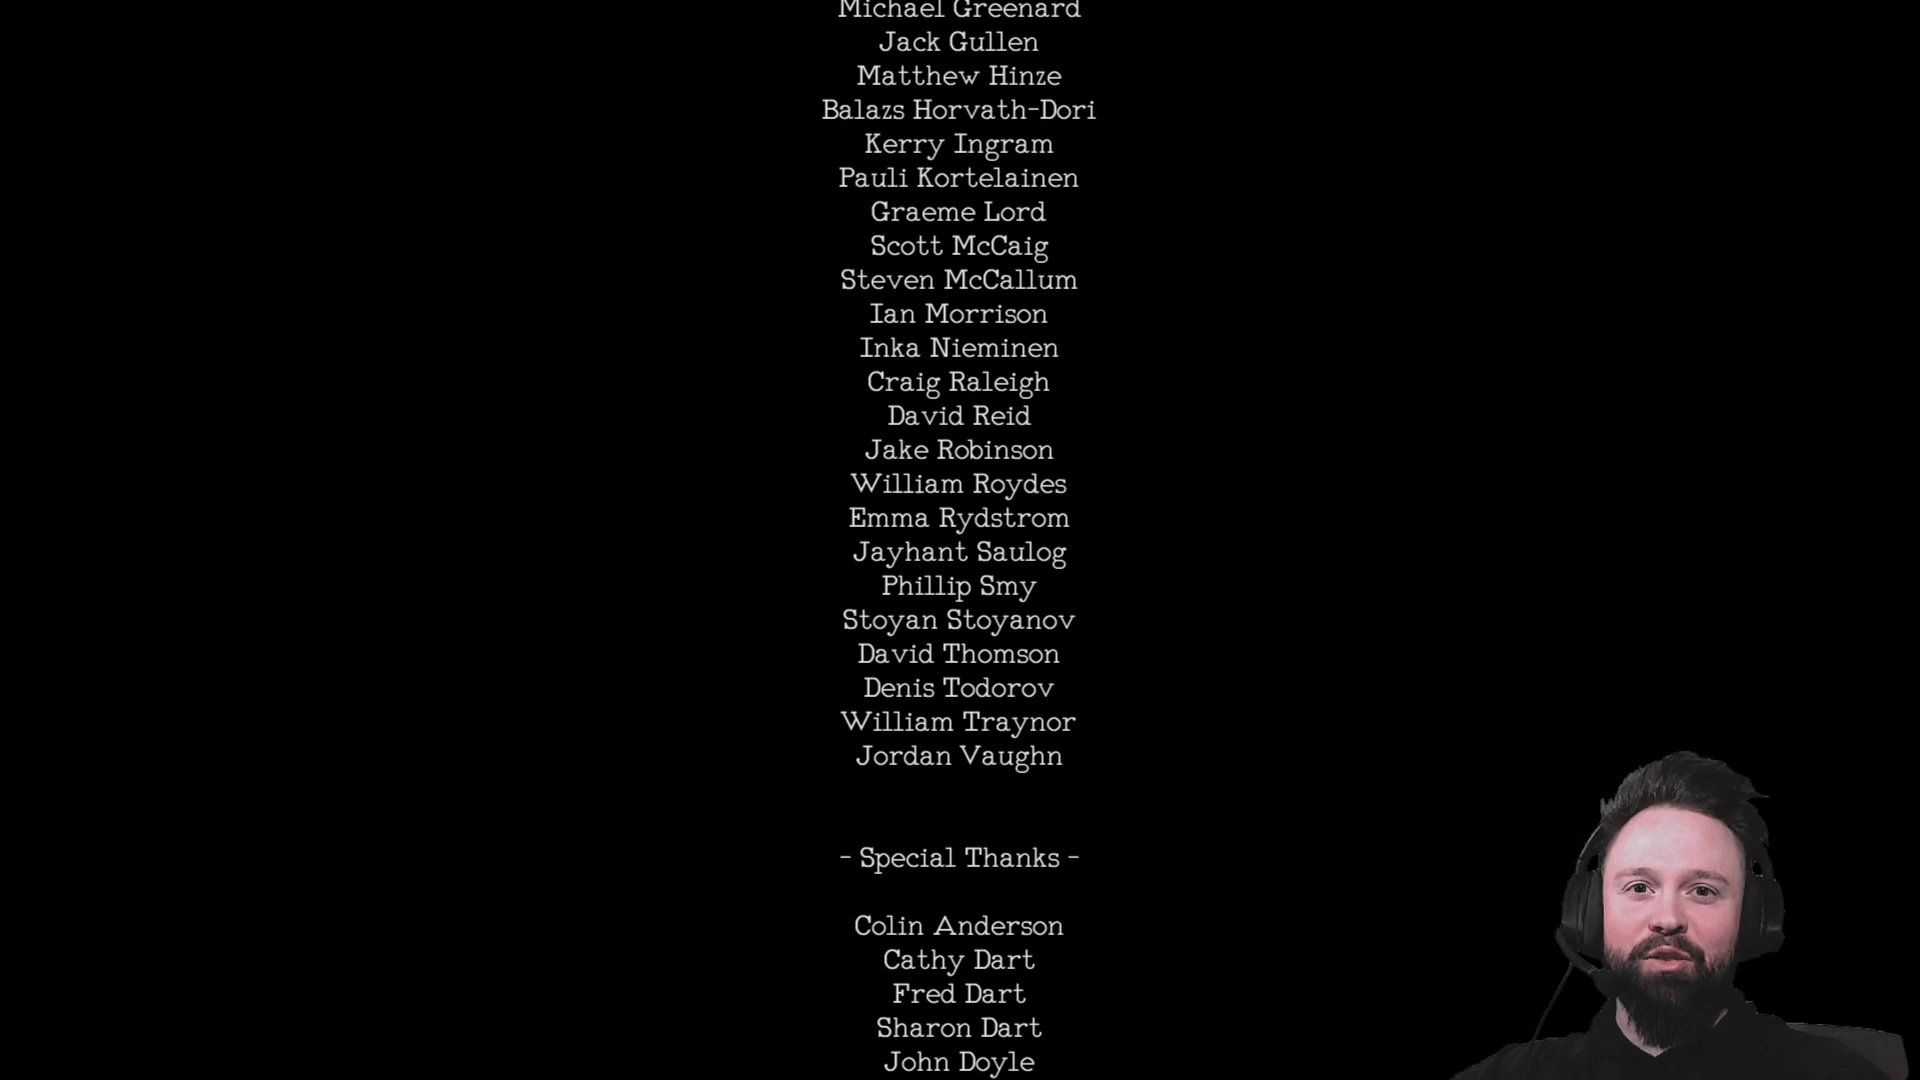 Michael Greenard
Jack Gullen
Matthew Hinze
Balazs Horvath-Dori
Kerry Ingram
Pauli Kortelainen
Graeme Lord
Scott McCaig
Steven McCallum
Ian Morrison
Inka Nieminen
Craig Raleigh
David Reid
Jake Robinson
William Roydes
Emma Rydstrom
Jayhant Saulog
Phillip Smy
Stoyan Stoyanov
David Thomson
Denis Todorov
William Traynor
Jordan Vaughn
- Special Thanks -
Colin Anderson
Cathy Dart
Fred Dart
Sharon Dart
John Doyle